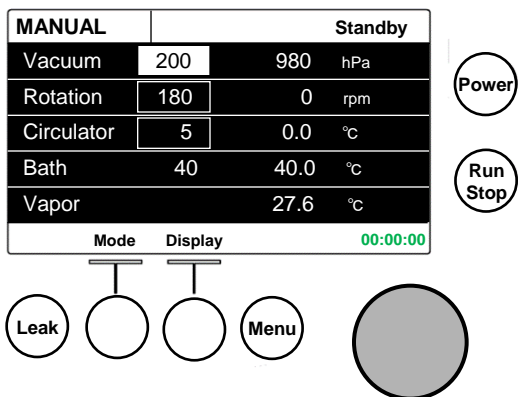 MANUAL Standby
Vacuum 200 980 hPa
Rotation 180 0 rpm
Circulator 5 0.0 ℃
Bath 40 40.0 ℃
Vapor 27.6 ℃
Mode Display 00:00:00
Power
Run
Stop
Leak
Menu